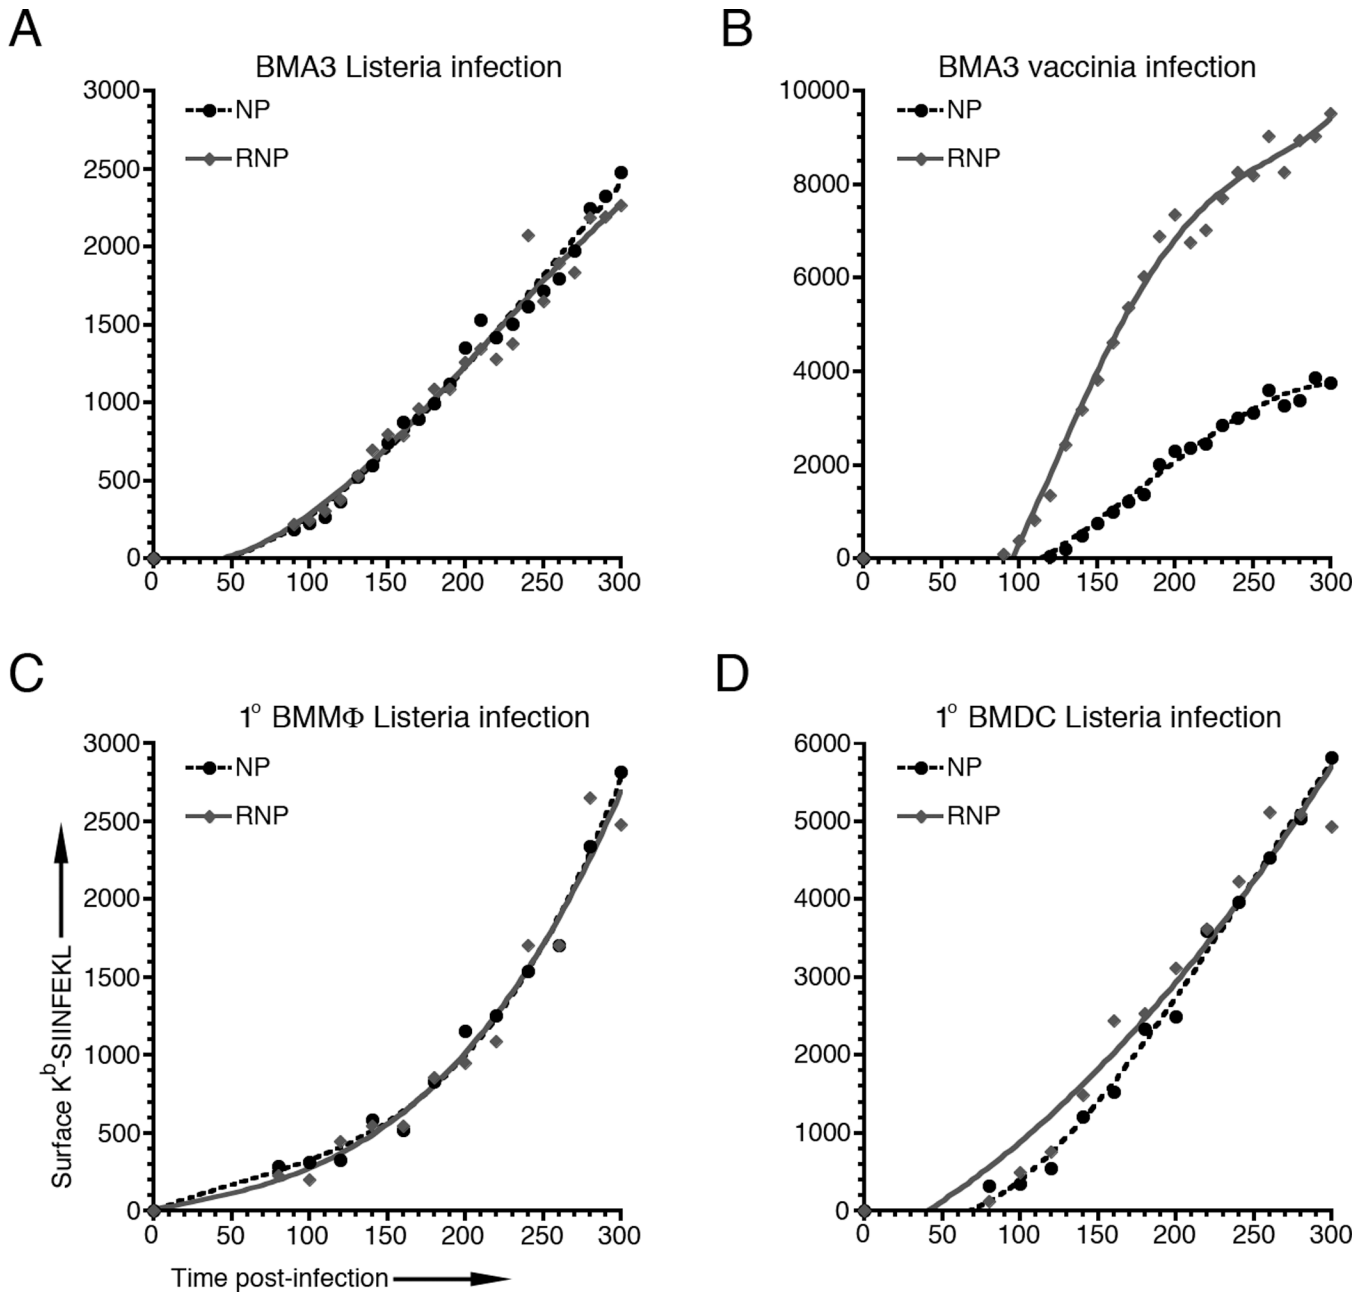 A
BMA3 Listeria infection
NP
RNP
3000
2500
2000
1500
1000
500
0
0 50 100 150 200 250 300
B
BMA3 vaccinia infection
NP
RNP
10000
8000
6000
4000
2000
0
0 50 100 150 200 250 300
C
1° BMMΦ Listeria infection
NP
RNP
3000
2500
2000
1500
1000
500
0
0 50 100 150 200 250 300
Surface Kᵇ-SIINFEKL
Time post-infection
D
1° BMDC Listeria infection
NP
RNP
6000
5000
4000
3000
2000
1000
0
0 50 100 150 200 250 300